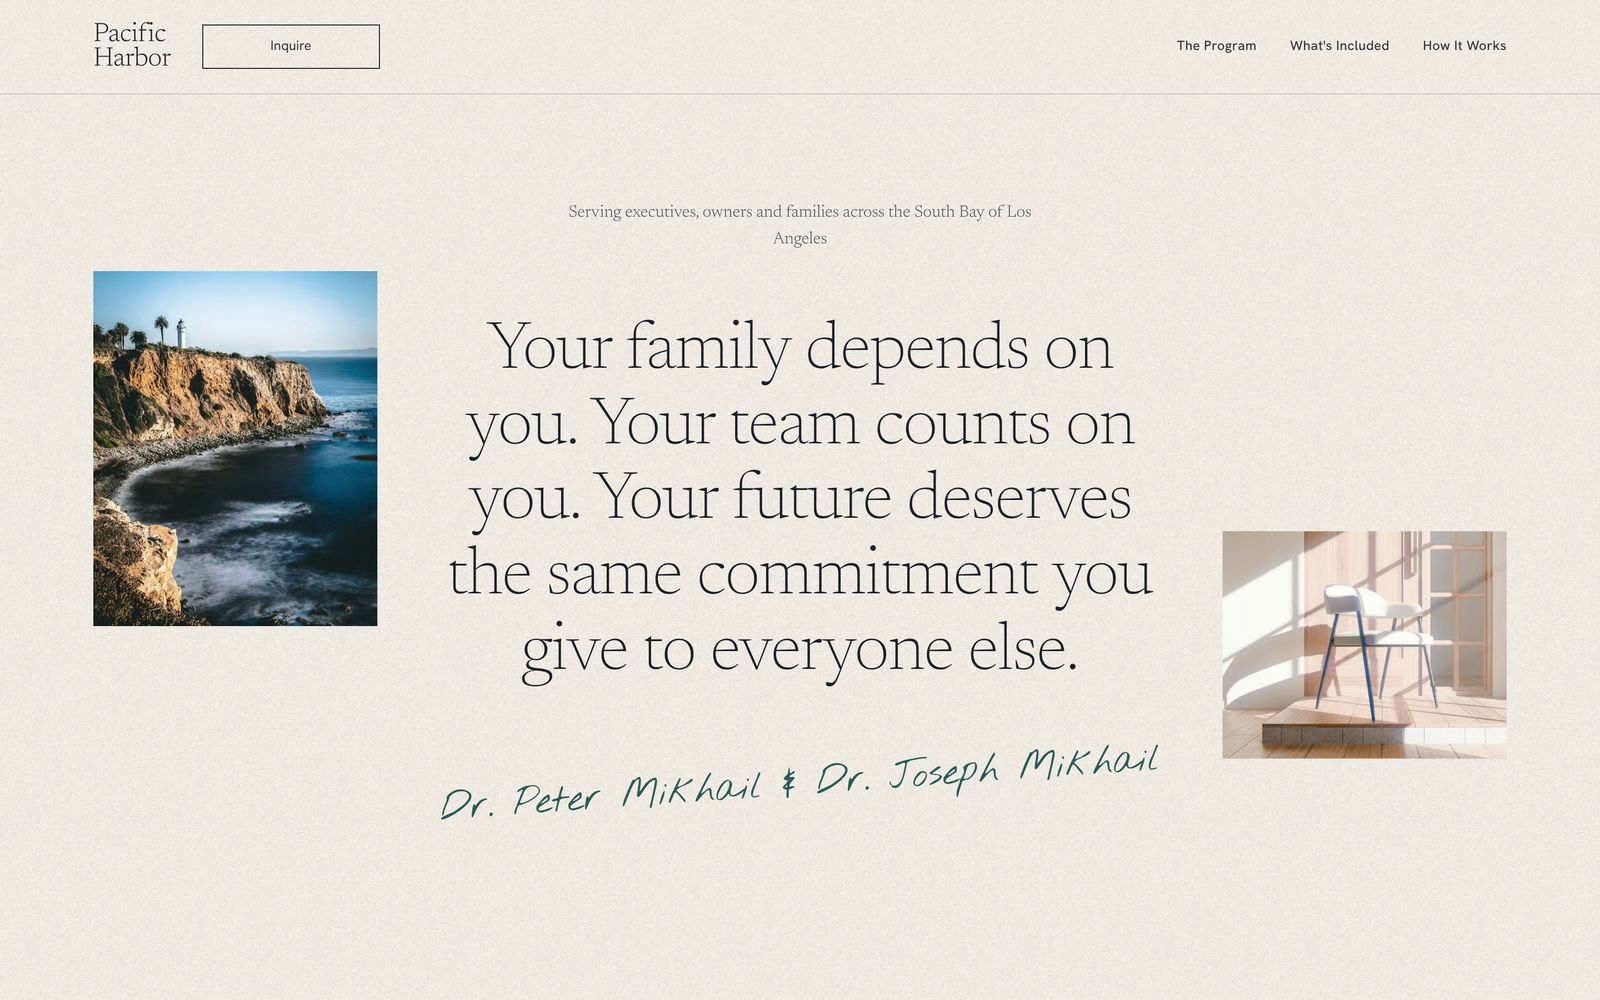 Pacific
Harbor
Inquire
The Program
What's Included
How It Works
Serving executives, owners and families across the South Bay of Los
Angeles
Your family depends on
you. Your team counts on
you. Your future deserves
the same commitment you
give to everyone else.
Dr. Peter Mikhail & Dr. Joseph Mikhail